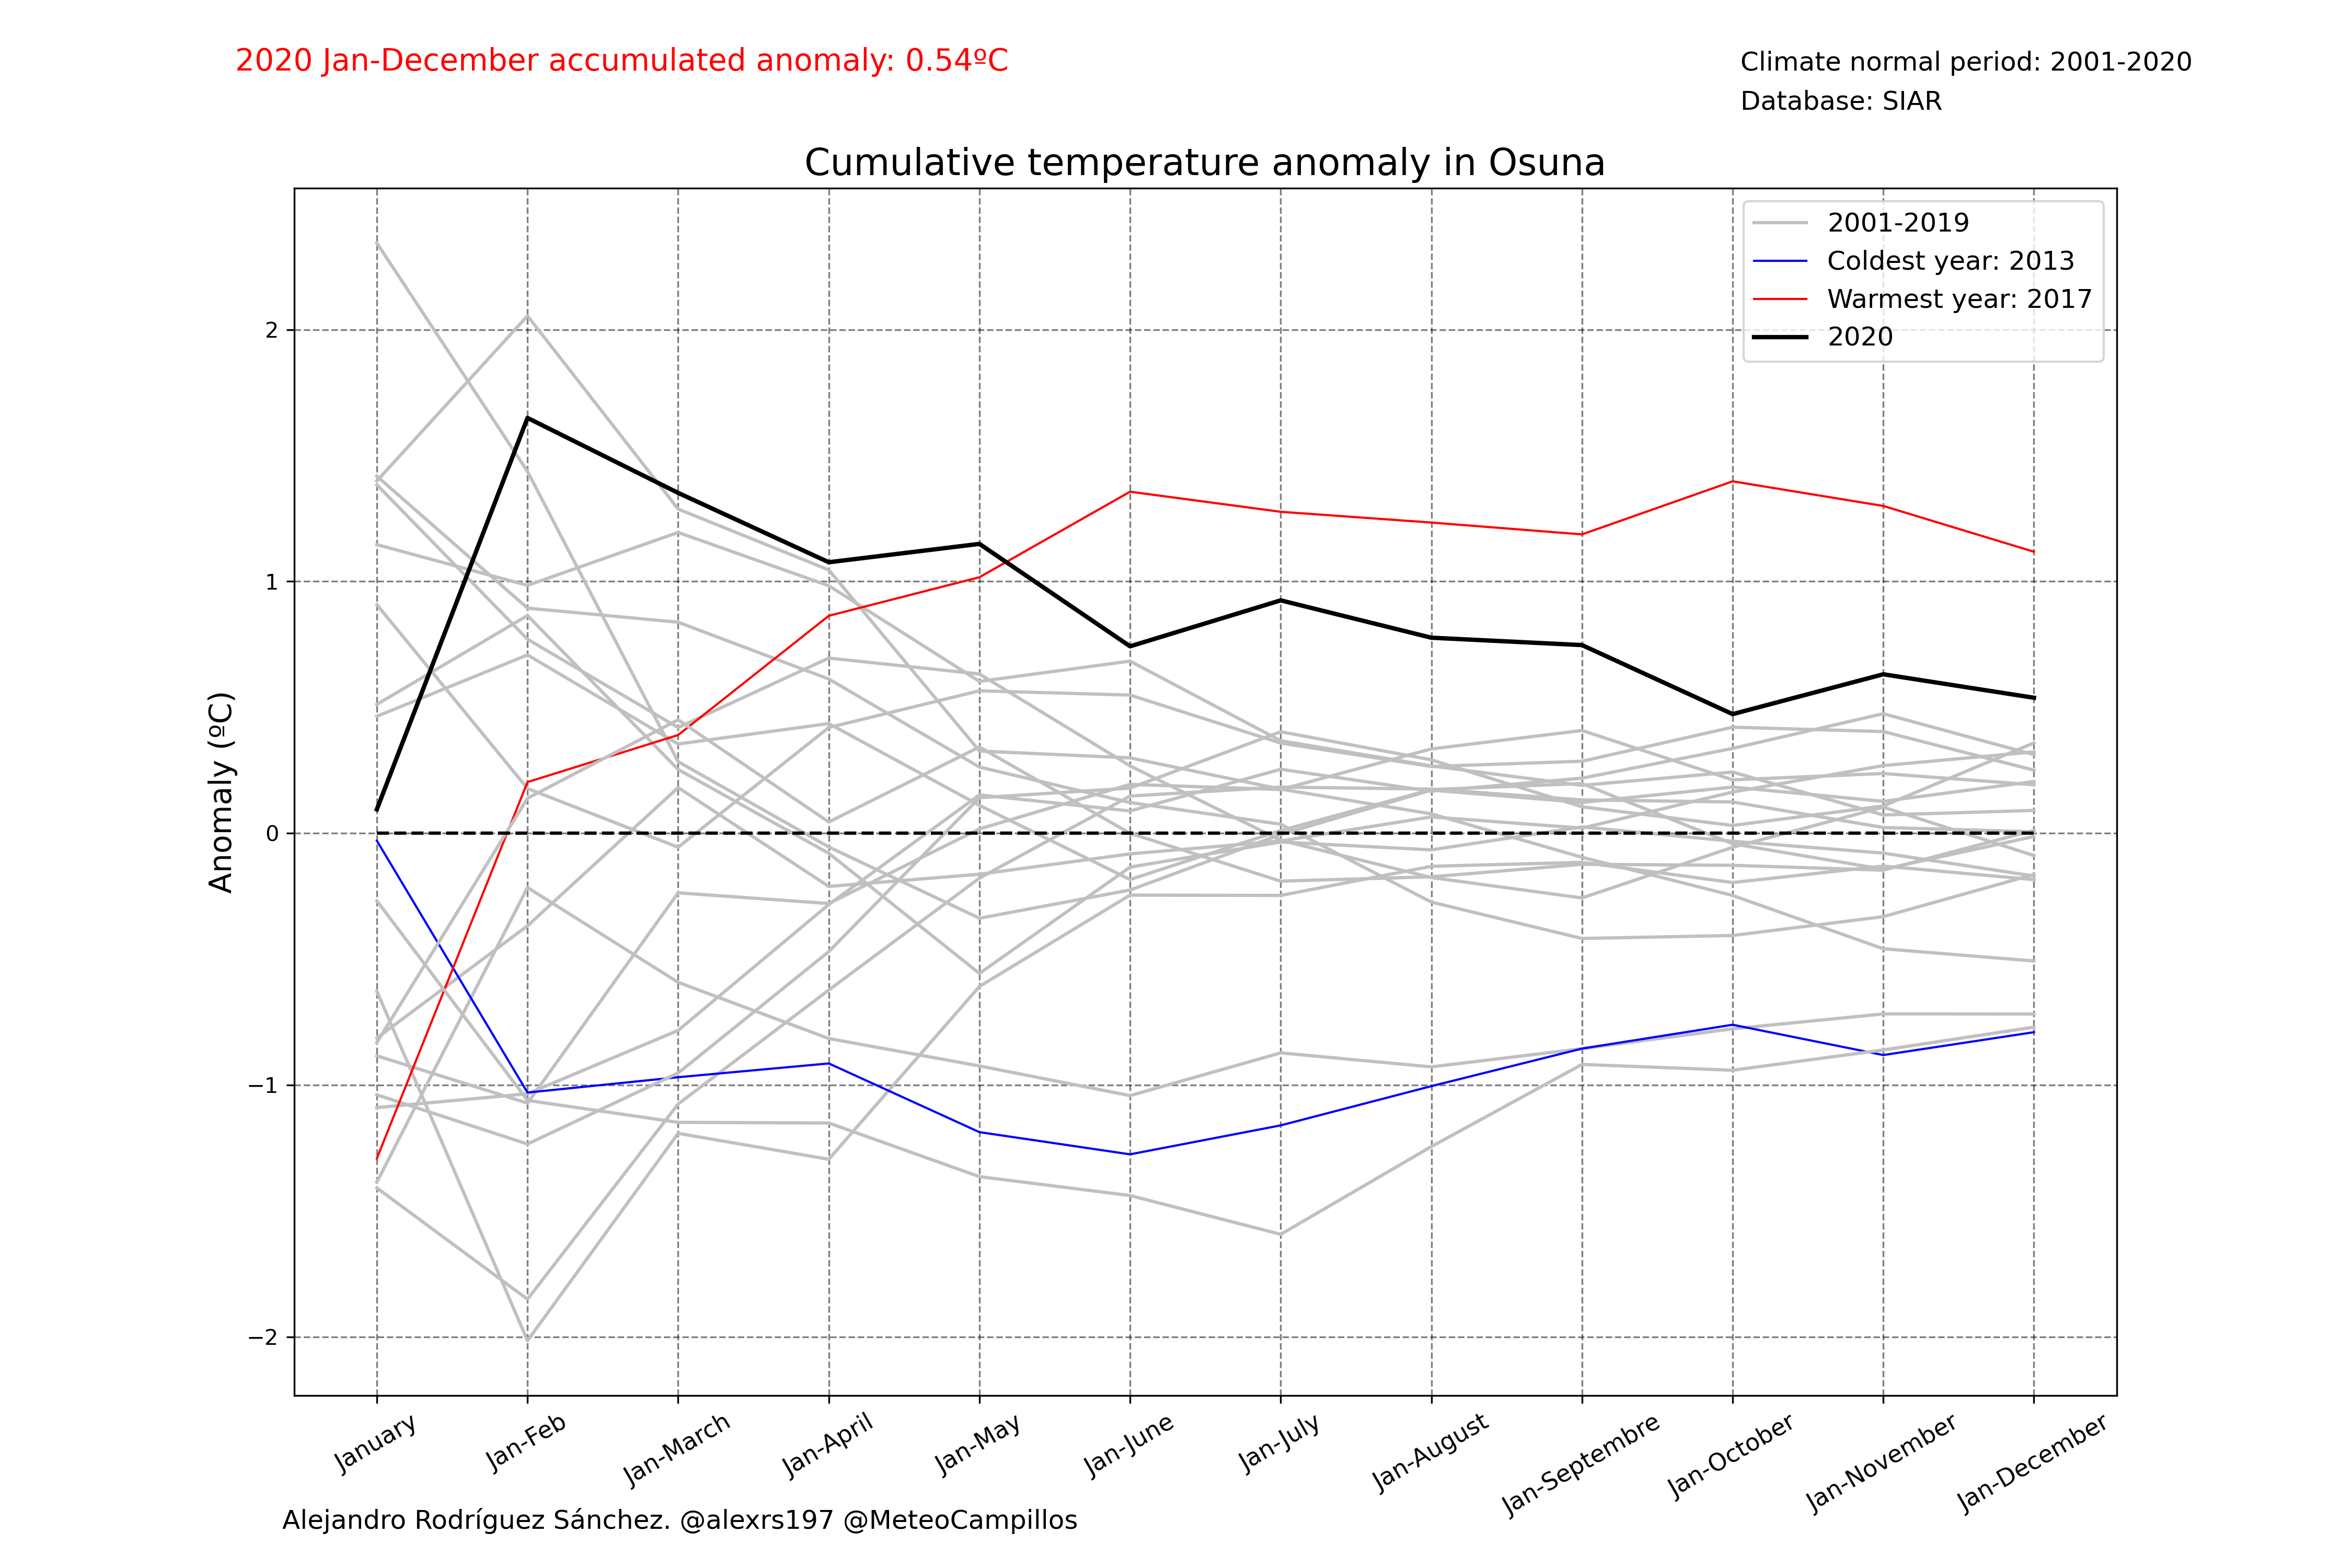 2020 Jan-December accumulated anomaly: 0.54ºC
Climate normal period: 2001-2020
Database: SIAR
Cumulative temperature anomaly in Osuna
2001-2019
Coldest year: 2013
Warmest year: 2017
2020
Anomaly (ºC)
2
1
0
−1
−2
January
Jan-Feb
Jan-March
Jan-April
Jan-May
Jan-June
Jan-July
Jan-August
Jan-Septembre
Jan-October
Jan-November
Jan-December
Alejandro Rodríguez Sánchez. @alexrs197 @MeteoCampillos